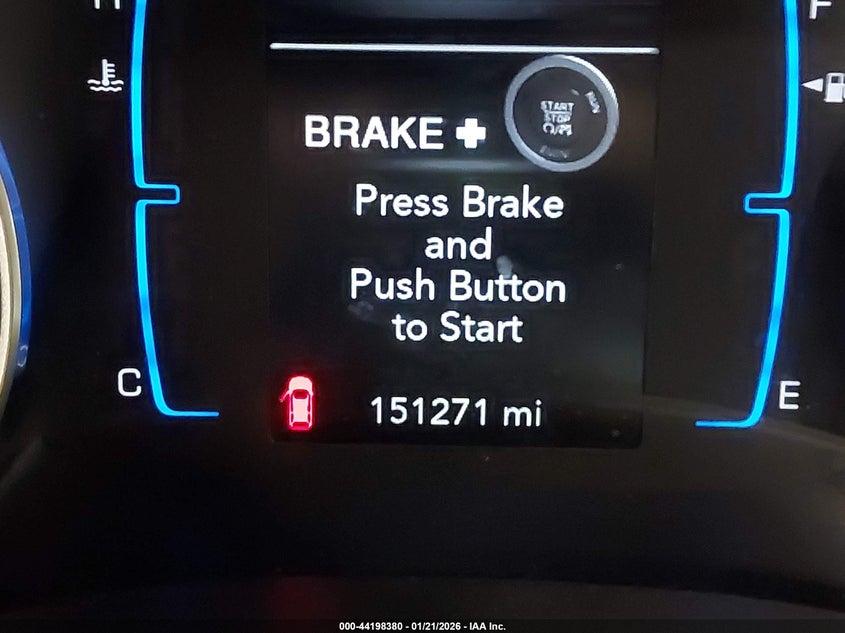 H
F
START
STOP
RUN
BRAKE +
Press Brake
and
Push Button
to Start
C
E
151271 mi
000-44198380 - 01/21/2026 - IAA Inc.